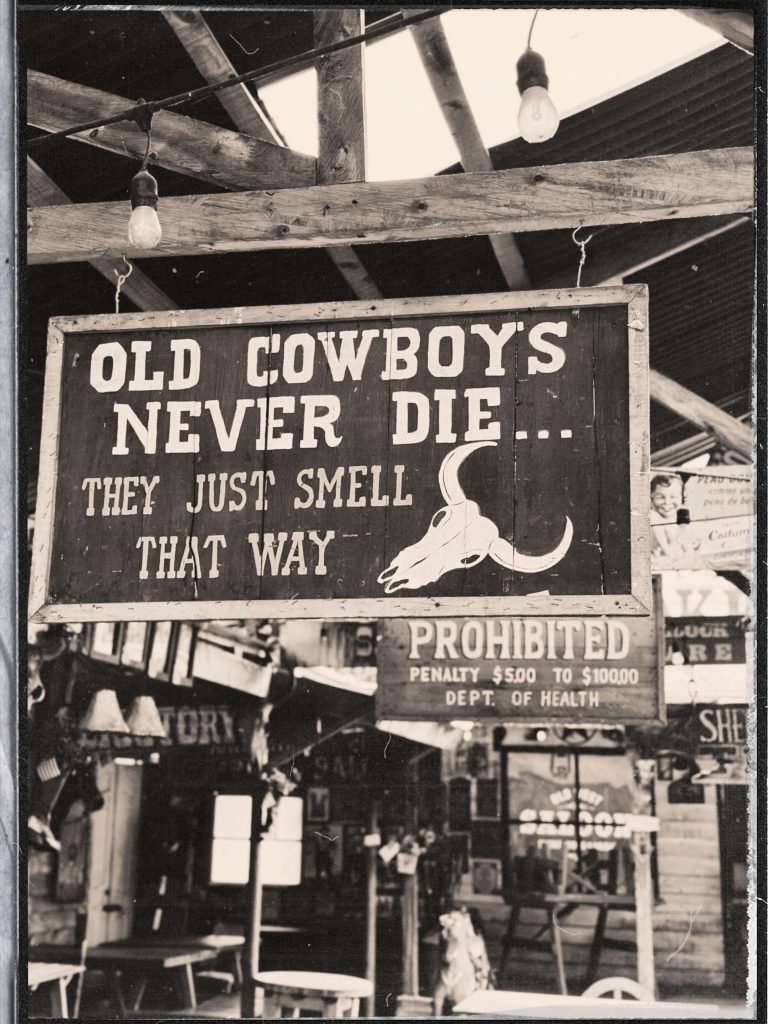 OLD COWBOYS
NEVER DIE...
THEY JUST SMELL
THAT WAY
PROHIBITED
PENALTY $5.00 TO $100.00
DEPT. OF HEALTH
SHE
SALOON